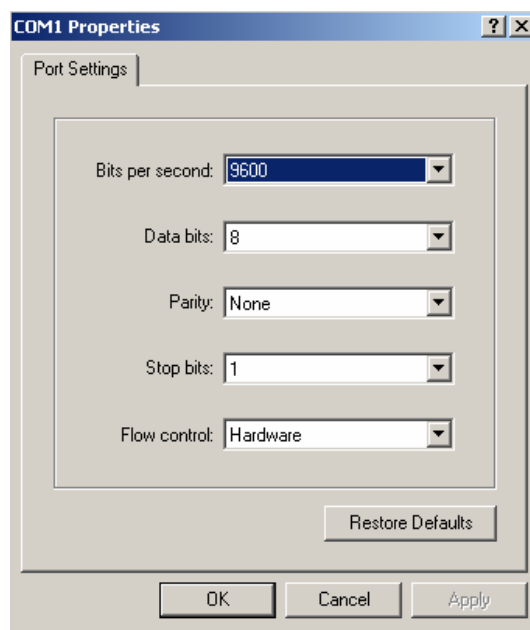 COM1 Properties
Port Settings
Bits per second: 9600
Data bits: 8
Parity: None
Stop bits: 1
Flow control: Hardware
Restore Defaults
OK Cancel Apply